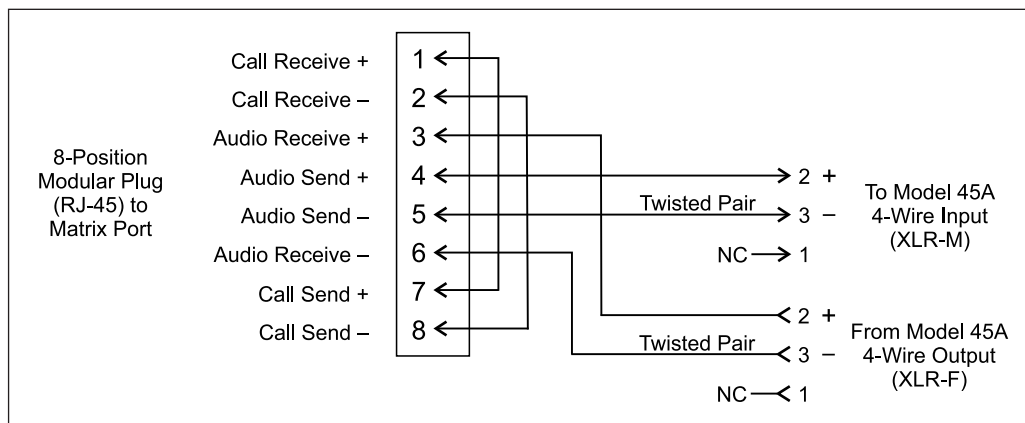 8-Position
Modular Plug
(RJ-45) to
Matrix Port
Call Receive + 1
Call Receive – 2
Audio Receive + 3
Audio Send + 4
Audio Send – 5
Audio Receive – 6
Call Send + 7
Call Send – 8
Twisted Pair
2 +
3 –
NC 1
To Model 45A
4-Wire Input
(XLR-M)
Twisted Pair
2 +
3 –
NC 1
From Model 45A
4-Wire Output
(XLR-F)